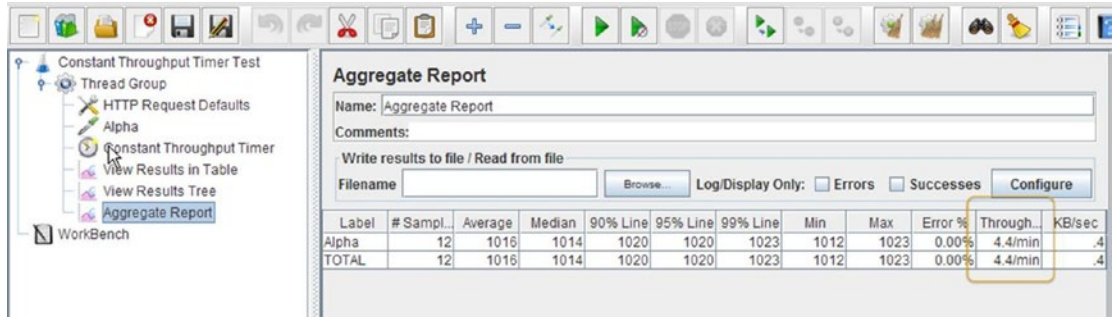 Constant Throughput Timer Test
Thread Group
HTTP Request Defaults
Alpha
Constant Throughput Timer
View Results in Table
View Results Tree
Aggregate Report
WorkBench
Aggregate Report
Name: Aggregate Report
Comments:
Write results to file / Read from file
Filename Browse... Log/Display Only: Errors Successes Configure
Label # Sampl... Average Median 90% Line 95% Line 99% Line Min Max Error % Through... KB/sec
Alpha 12 1016 1014 1020 1020 1023 1012 1023 0.00% 4.4/min .4
TOTAL 12 1016 1014 1020 1020 1023 1012 1023 0.00% 4.4/min .4